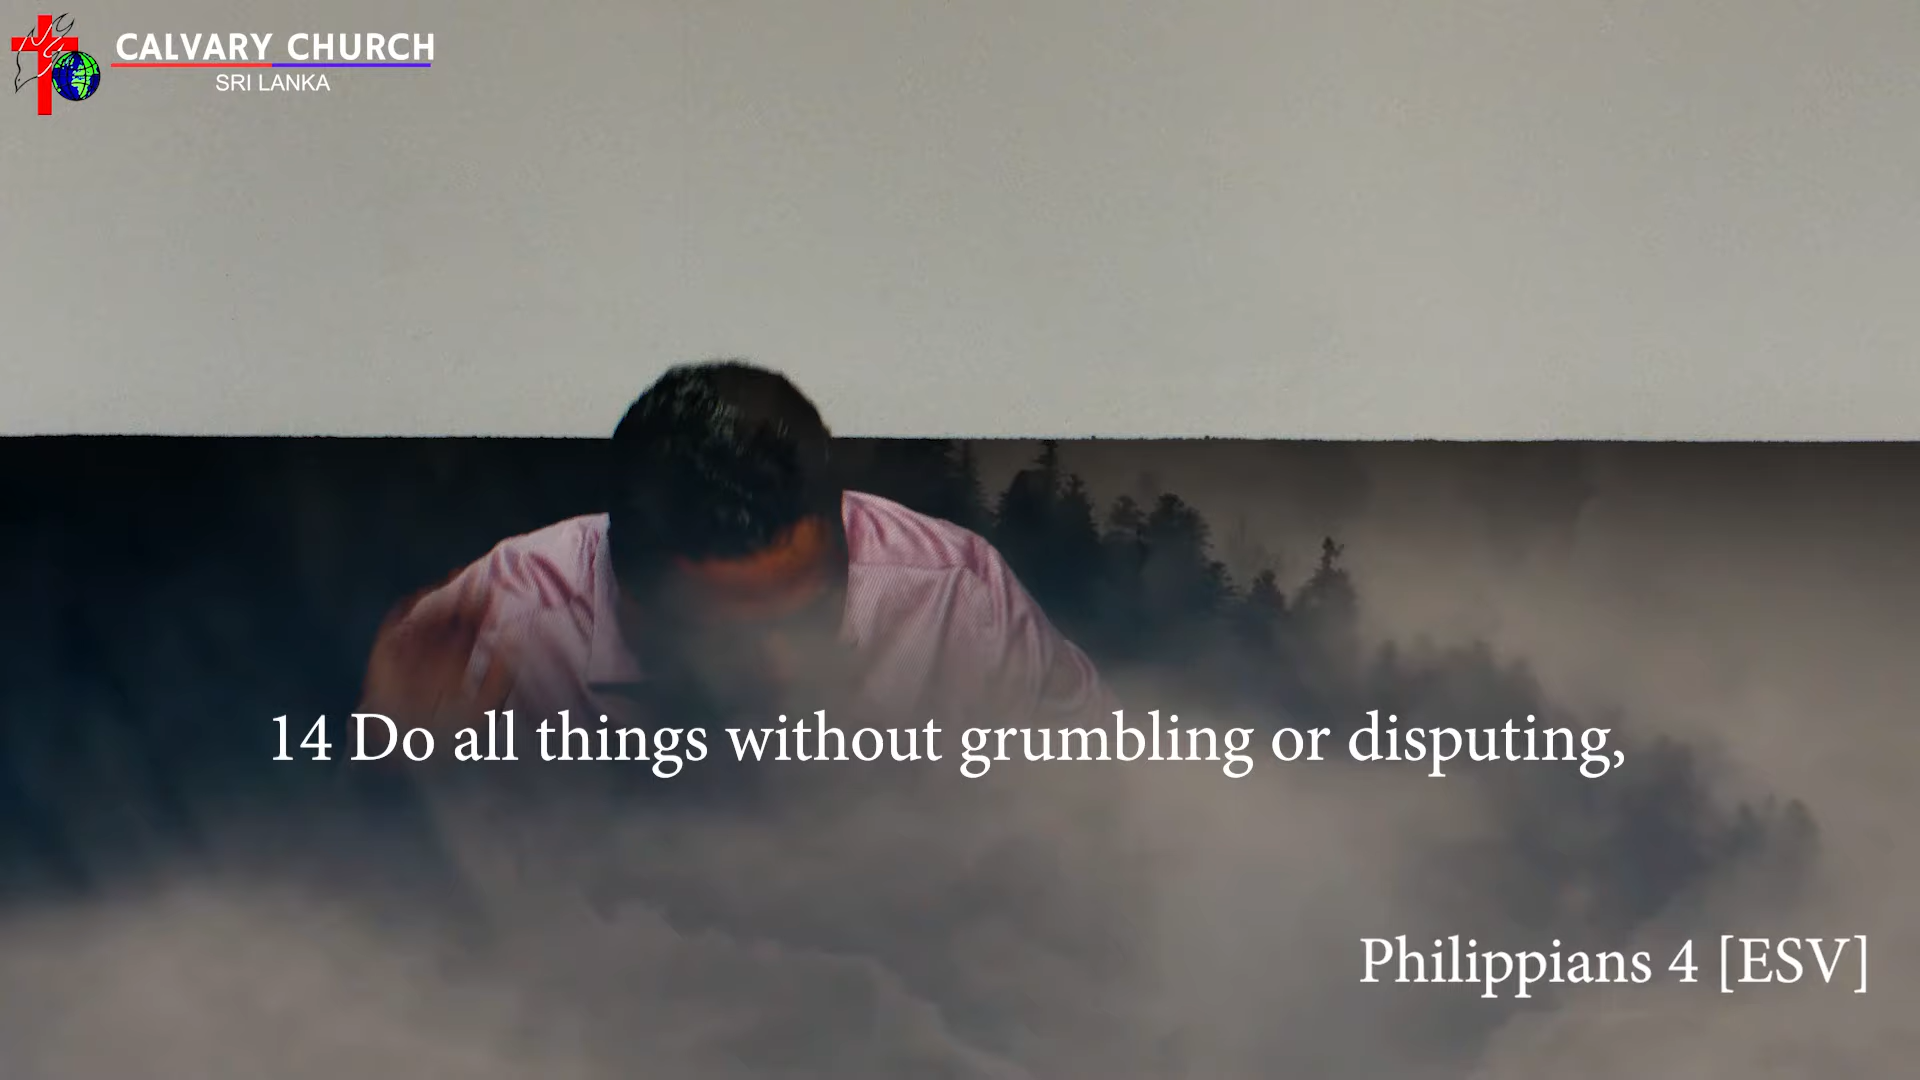 CALVARY CHURCH
SRI LANKA
14 Do all things without grumbling or disputing,
Philippians 4 [ESV]